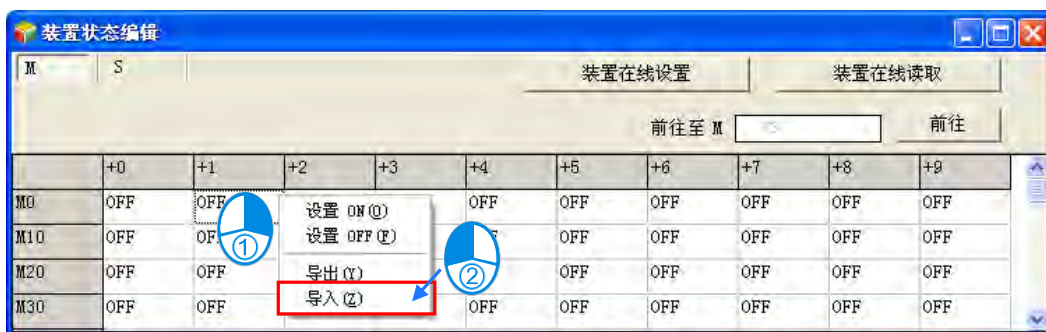 装置状态编辑
M S 装置在线设置 装置在线读取
前往至 M 前往
+0 +1 +2 +3 +4 +5 +6 +7 +8 +9
M0 OFF OFF OFF OFF OFF OFF OFF OFF
M10 OFF OF F OFF OFF OFF OFF OFF
M20 OFF OFF OFF OFF OFF OFF OFF
M30 OFF OFF OFF OFF OFF OFF OFF OFF
设置 ON(O)
设置 OFF(F)
导出(Y)
导入(Z)
①
②